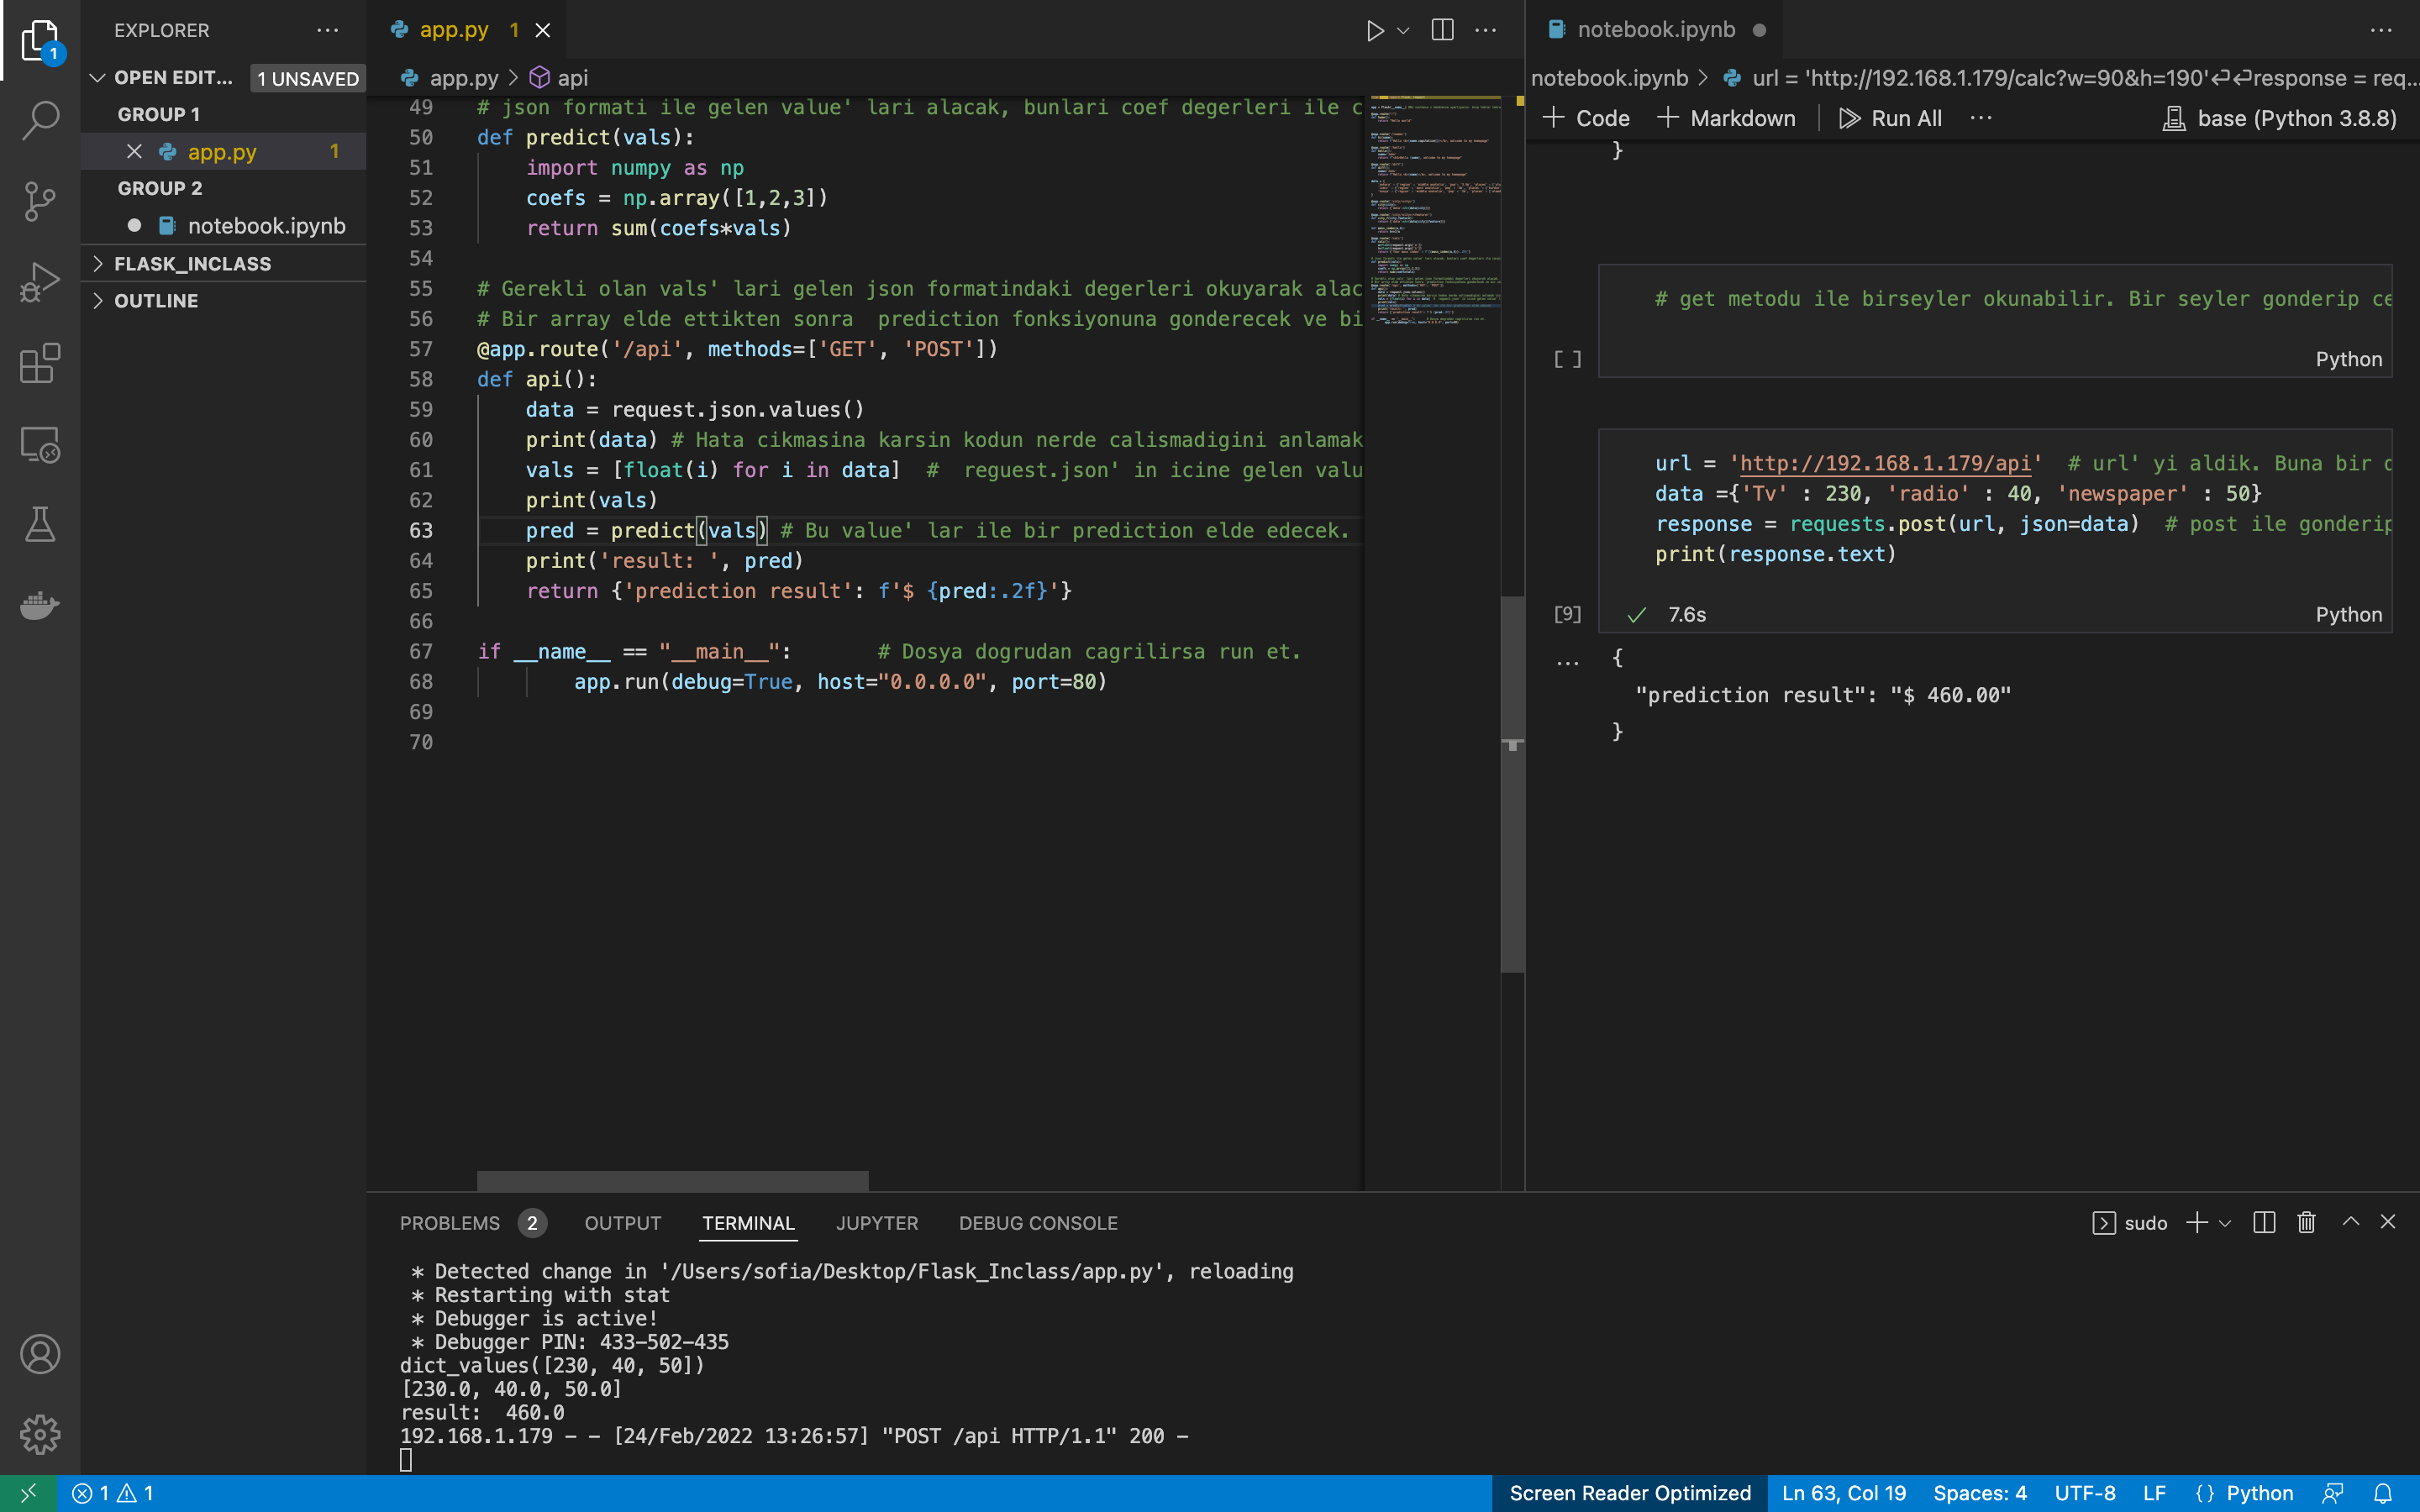 EXPLORER
OPEN EDIT... 1 UNSAVED
GROUP 1
app.py 1
GROUP 2
notebook.ipynb
FLASK_INCLASS
OUTLINE
1
app.py 1
app.py > api
49 # json formati ile gelen value' lari alacak, bunlari coef degerleri ile c
50 def predict(vals):
51 import numpy as np
52 coefs = np.array([1,2,3])
53 return sum(coefs*vals)
54
55 # Gerekli olan vals' lari gelen json formatindaki degerleri okuyarak alac
56 # Bir array elde ettikten sonra  prediction fonksiyonuna gonderecek ve bi
57 @app.route('/api', methods=['GET', 'POST'])
58 def api():
59 data = request.json.values()
60 print(data) # Hata cikmasina karsin kodun nerde calismadigini anlamak
61 vals = [float(i) for i in data]  #  reguest.json' in icine gelen valu
62 print(vals)
63 pred = predict(vals) # Bu value' lar ile bir prediction elde edecek.
64 print('result: ', pred)
65 return {'prediction result': f'$ {pred:.2f}'}
66
67 if __name__ == "__main__":       # Dosya dogrudan cagrilirsa run et.
68 app.run(debug=True, host="0.0.0.0", port=80)
69
70
notebook.ipynb
notebook.ipynb > url = 'http://192.168.1.179/calc?w=90&h=190'↵↵response = req...
+ Code + Markdown Run All ... base (Python 3.8.8)
}
# get metodu ile birseyler okunabilir. Bir seyler gonderip ce
[ ] Python
url = 'http://192.168.1.179/api'  # url' yi aldik. Buna bir
data ={'Tv' : 230, 'radio' : 40, 'newspaper' : 50}
response = requests.post(url, json=data)  # post ile gonderip
print(response.text)
[9] ✓ 7.6s Python
... {
"prediction result": "$ 460.00"
}
PROBLEMS 2 OUTPUT TERMINAL JUPYTER DEBUG CONSOLE sudo
* Detected change in '/Users/sofia/Desktop/Flask_Inclass/app.py', reloading
* Restarting with stat
* Debugger is active!
* Debugger PIN: 433-502-435
dict_values([230, 40, 50])
[230.0, 40.0, 50.0]
result:  460.0
192.168.1.179 - - [24/Feb/2022 13:26:57] "POST /api HTTP/1.1" 200 -
1 1 Screen Reader Optimized Ln 63, Col 19 Spaces: 4 UTF-8 LF {} Python